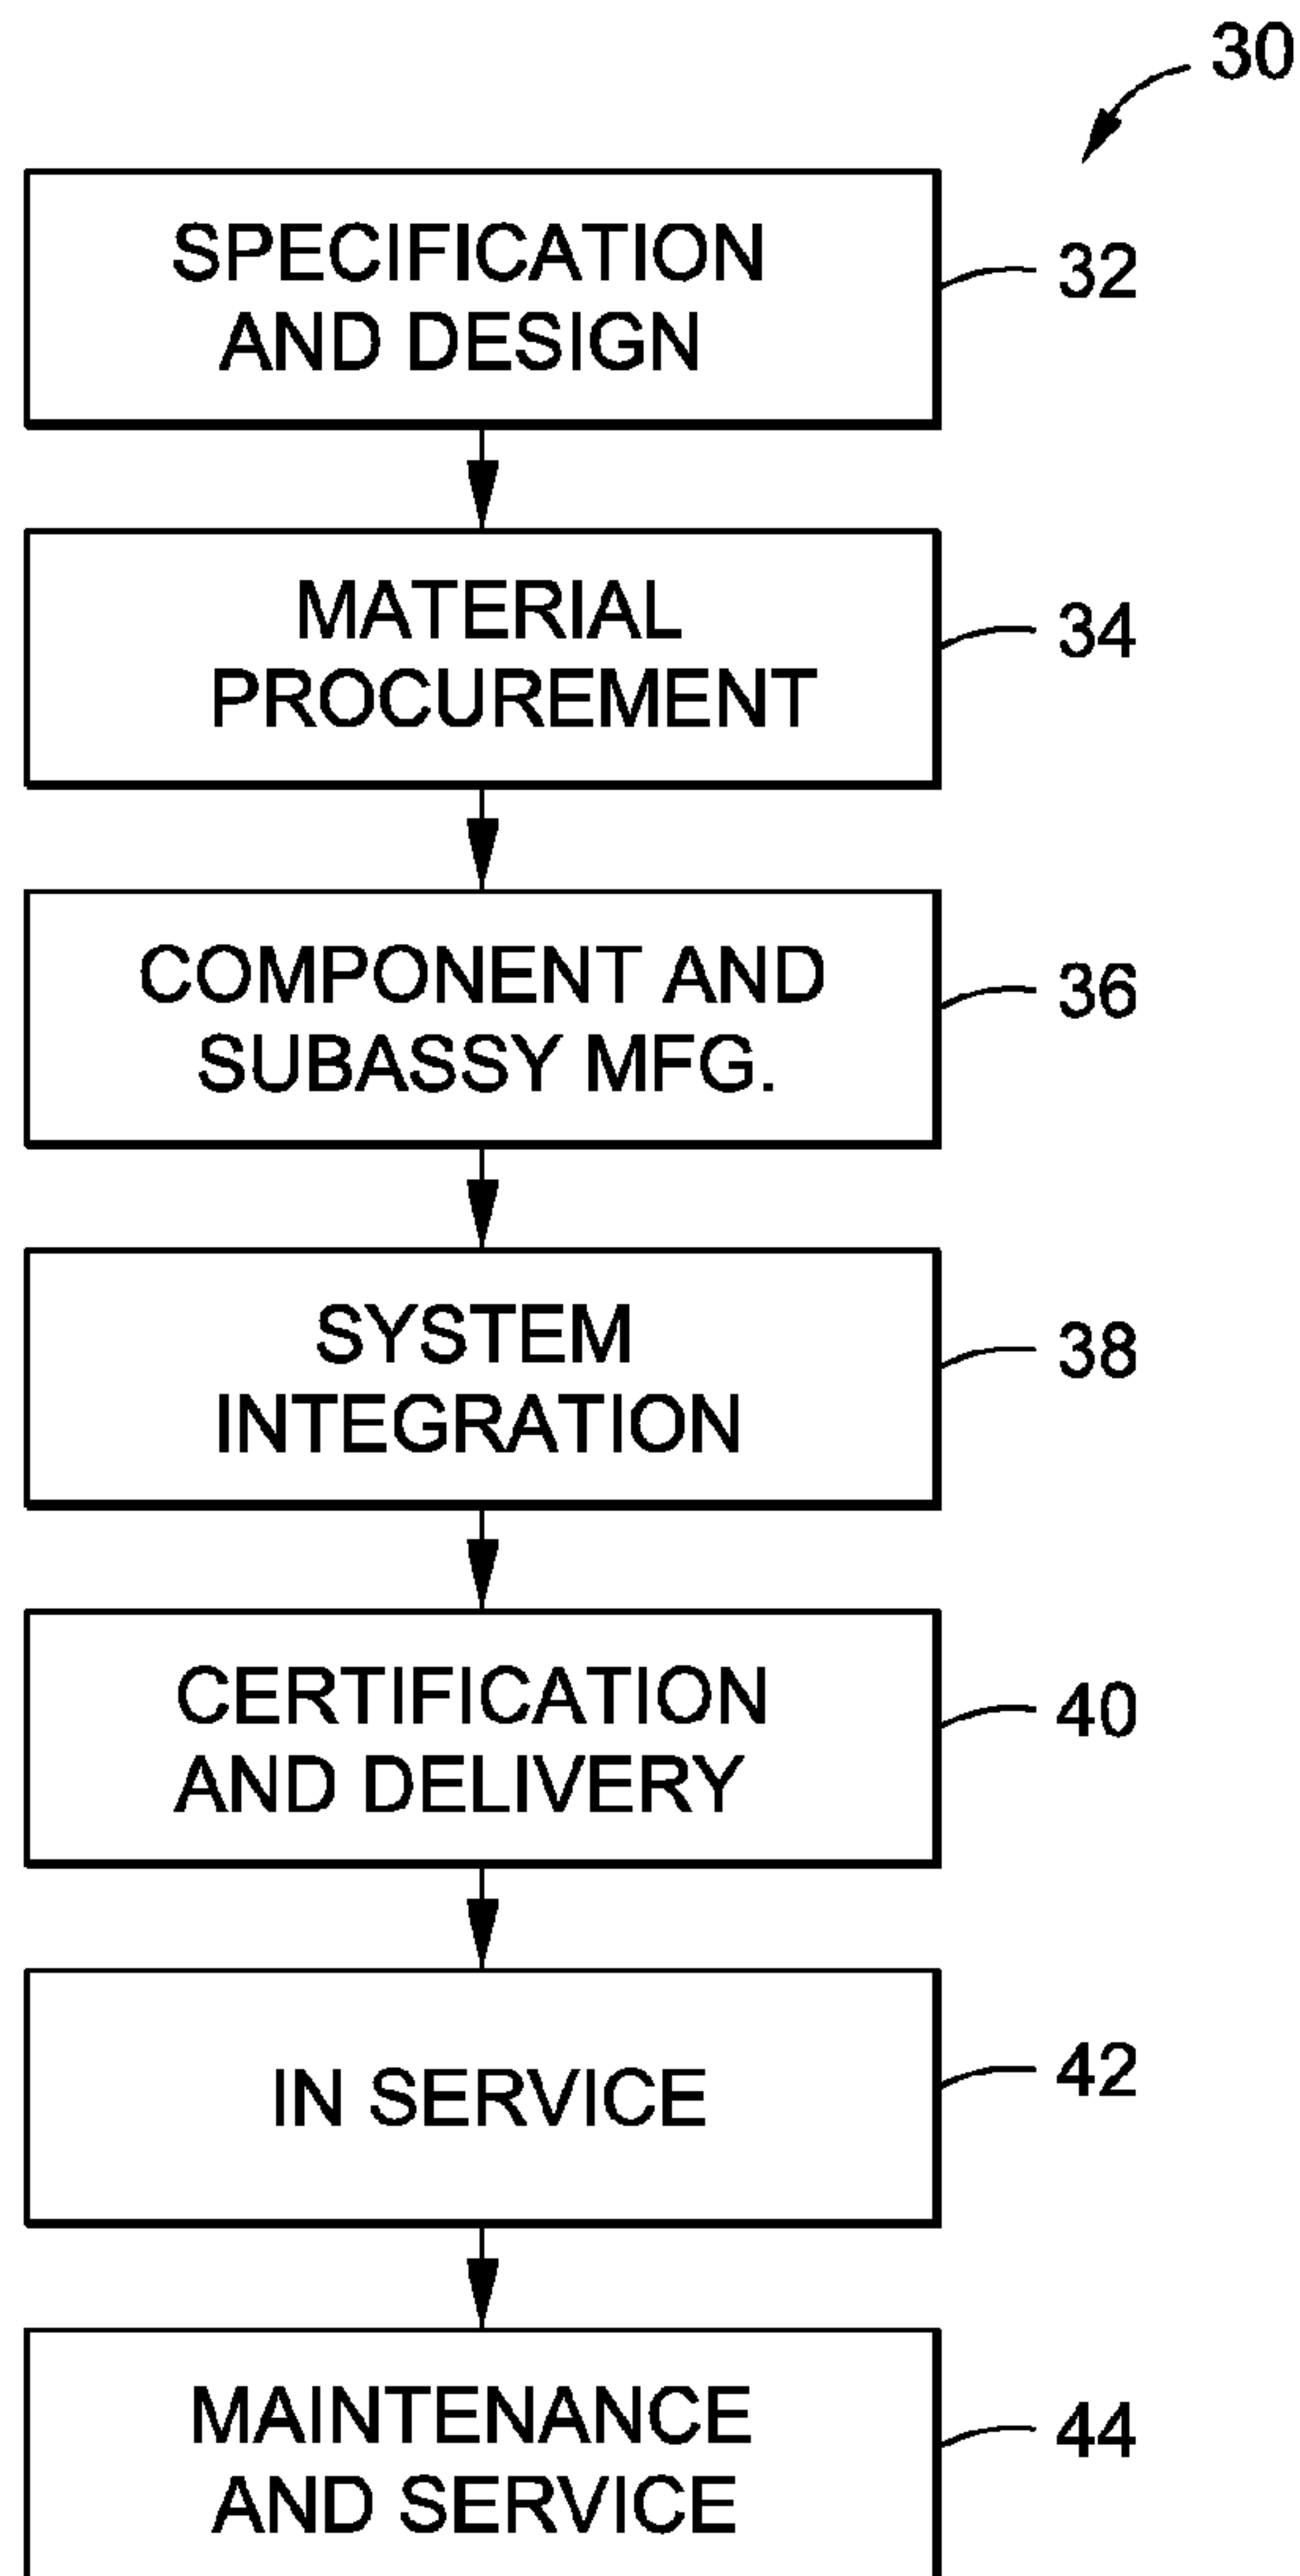 30
SPECIFICATION
AND DESIGN
32
MATERIAL
PROCUREMENT
34
COMPONENT AND
SUBASSY MFG.
36
SYSTEM
INTEGRATION
38
CERTIFICATION
AND DELIVERY
40
IN SERVICE
42
MAINTENANCE
AND SERVICE
44